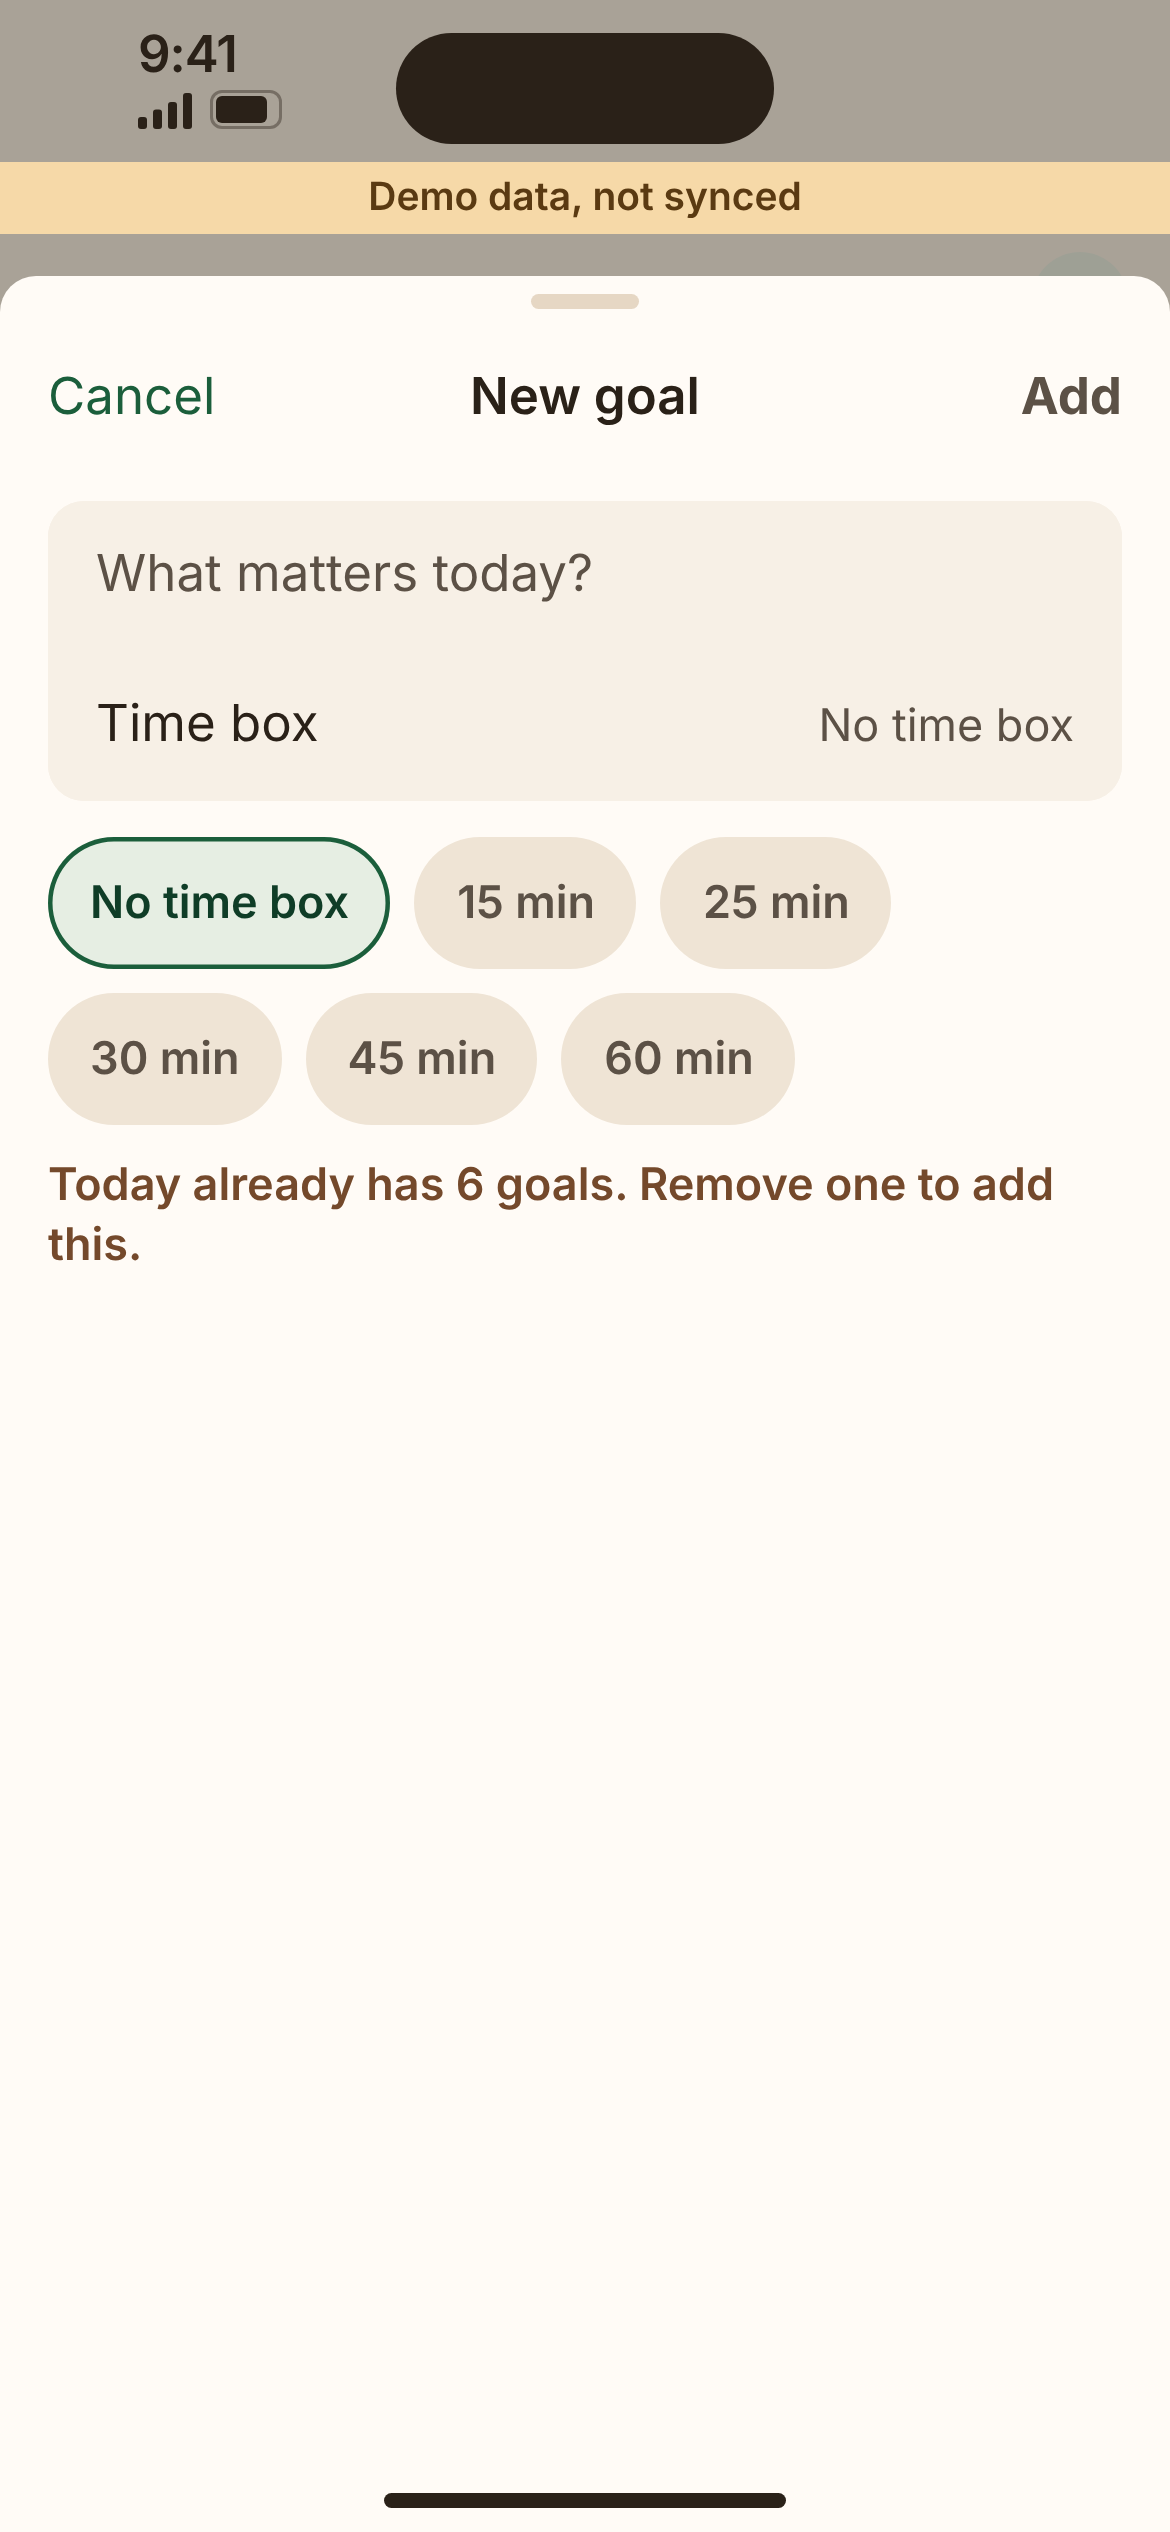 9:41
Demo data, not synced
Cancel
New goal
Add
What matters today?
Time box
No time box
No time box
15 min
25 min
30 min
45 min
60 min
Today already has 6 goals. Remove one to add
this.